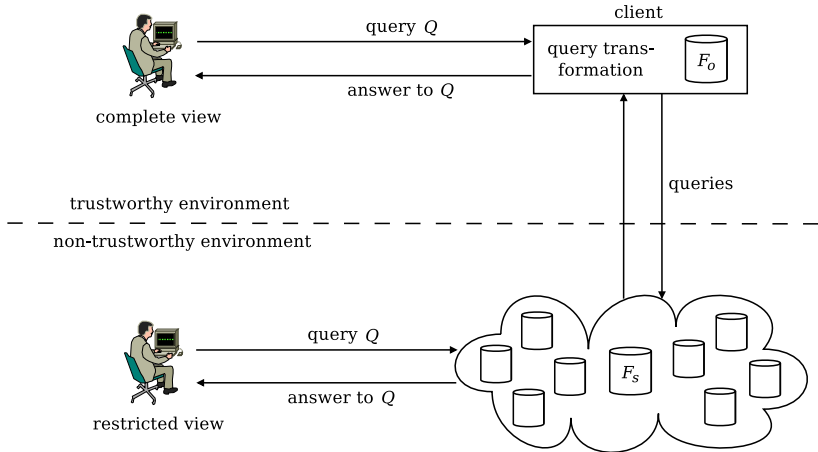 client
query Q
query trans-
formation
F_o
answer to Q
complete view
queries
trustworthy environment
non-trustworthy environment
query Q
F_s
answer to Q
restricted view